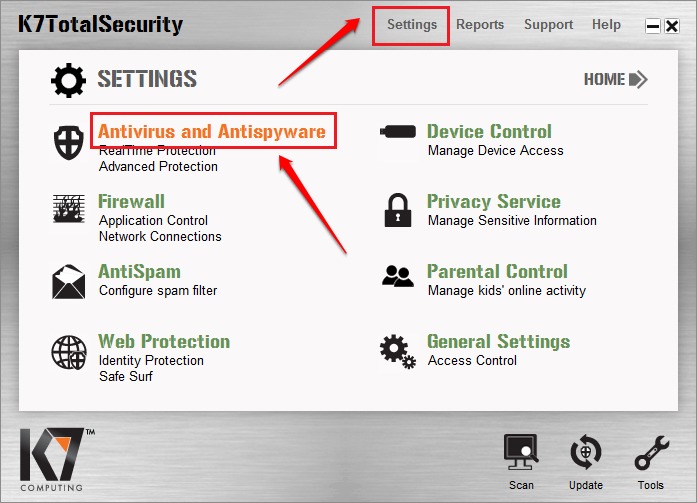 K7TotalSecurity
Settings Reports Support Help
SETTINGS
HOME
Antivirus and Antispyware
RealTime Protection
Advanced Protection
Device Control
Manage Device Access
Firewall
Application Control
Network Connections
Privacy Service
Manage Sensitive Information
AntiSpam
Configure spam filter
Parental Control
Manage kids' online activity
Web Protection
Identity Protection
Safe Surf
General Settings
Access Control
K7 TM
COMPUTING
Scan Update Tools